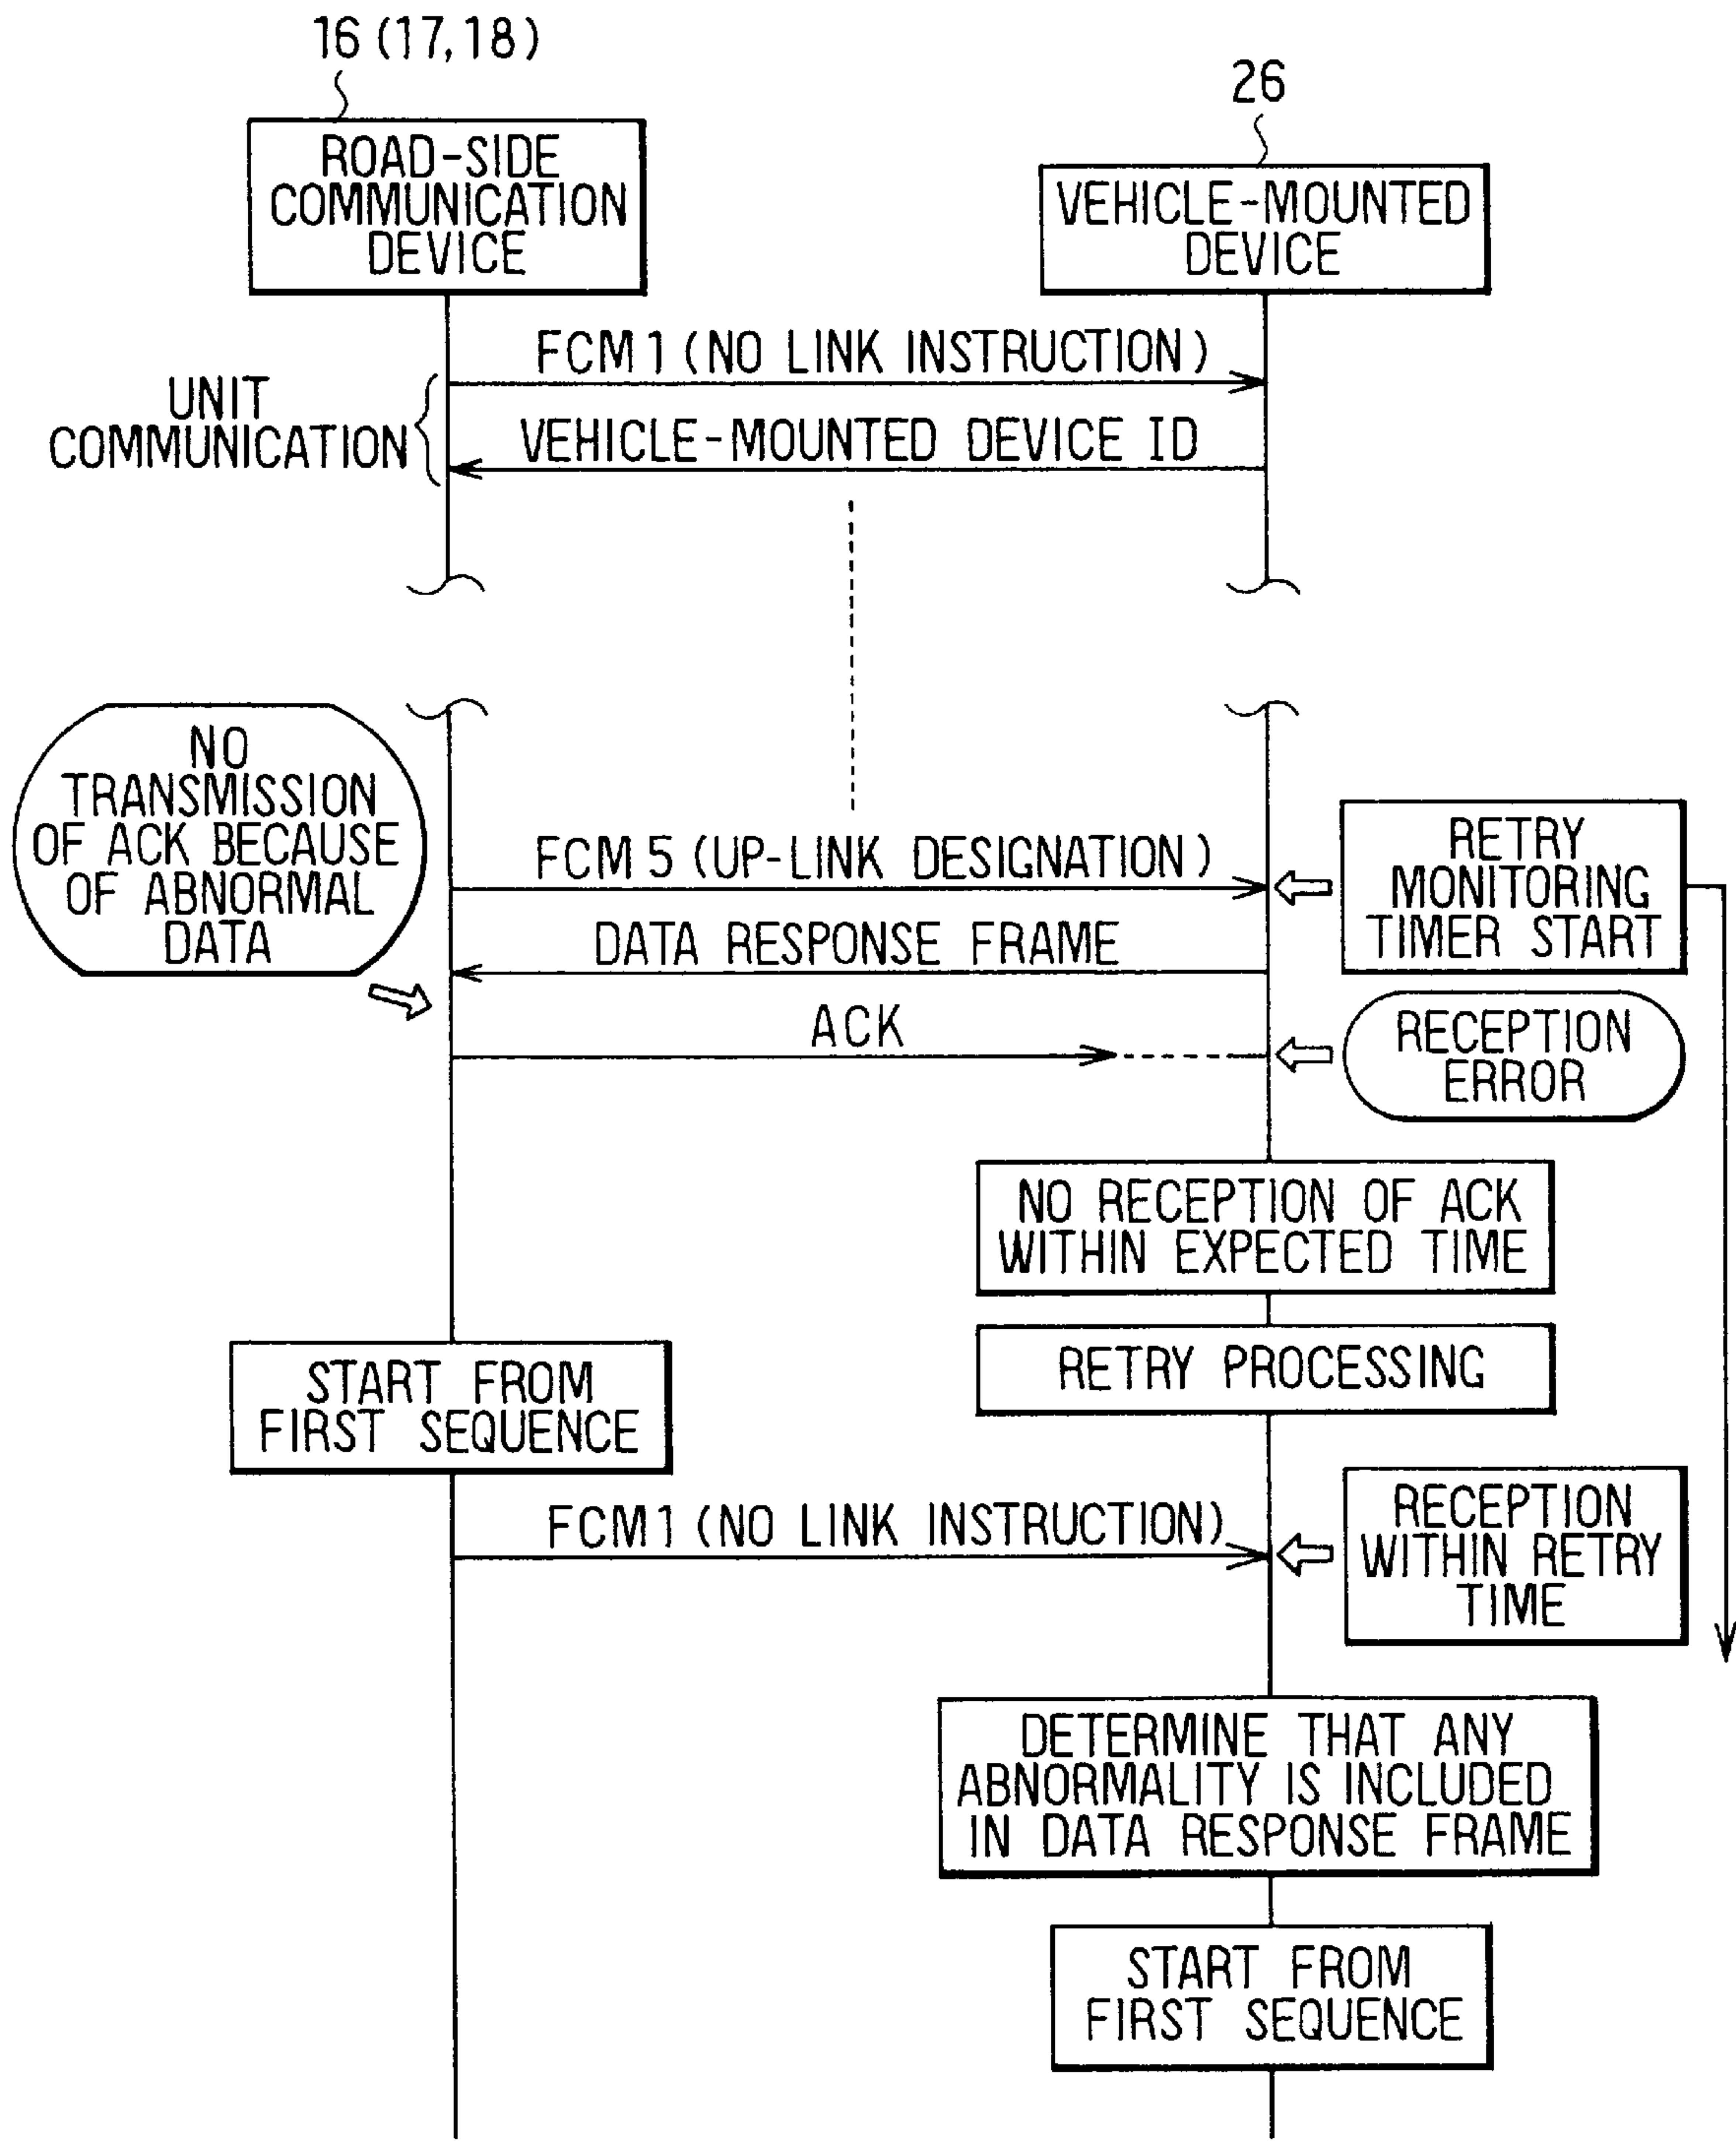 16 (17, 18)
26
ROAD-SIDE
COMMUNICATION
DEVICE
VEHICLE-MOUNTED
DEVICE
FCM 1 (NO LINK INSTRUCTION)
UNIT
COMMUNICATION
VEHICLE-MOUNTED DEVICE ID
NO
TRANSMISSION
OF ACK BECAUSE
OF ABNORMAL
DATA
FCM 5 (UP-LINK DESIGNATION)
RETRY
MONITORING
TIMER START
DATA RESPONSE FRAME
ACK
RECEPTION
ERROR
NO RECEPTION OF ACK
WITHIN EXPECTED TIME
RETRY PROCESSING
START FROM
FIRST SEQUENCE
FCM 1 (NO LINK INSTRUCTION)
RECEPTION
WITHIN RETRY
TIME
DETERMINE THAT ANY
ABNORMALITY IS INCLUDED
IN DATA RESPONSE FRAME
START FROM
FIRST SEQUENCE